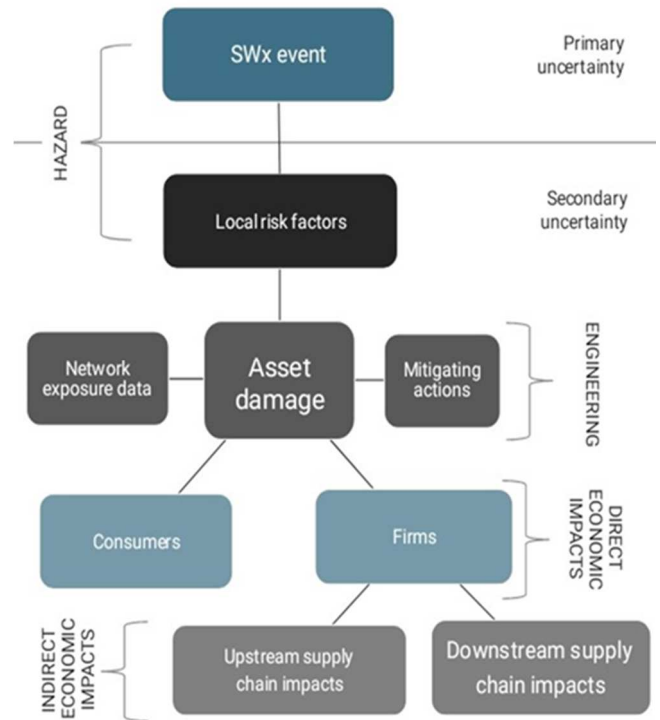 SWx event
Primary
uncertainty
HAZARD
Local risk factors
Secondary
uncertainty
Network
exposure data
Asset
damage
Mitigating
actions
ENGINEERING
Consumers
Firms
DIRECT
ECONOMIC
IMPACTS
INDIRECT
ECONOMIC
IMPACTS
Upstream supply
chain impacts
Downstream supply
chain impacts